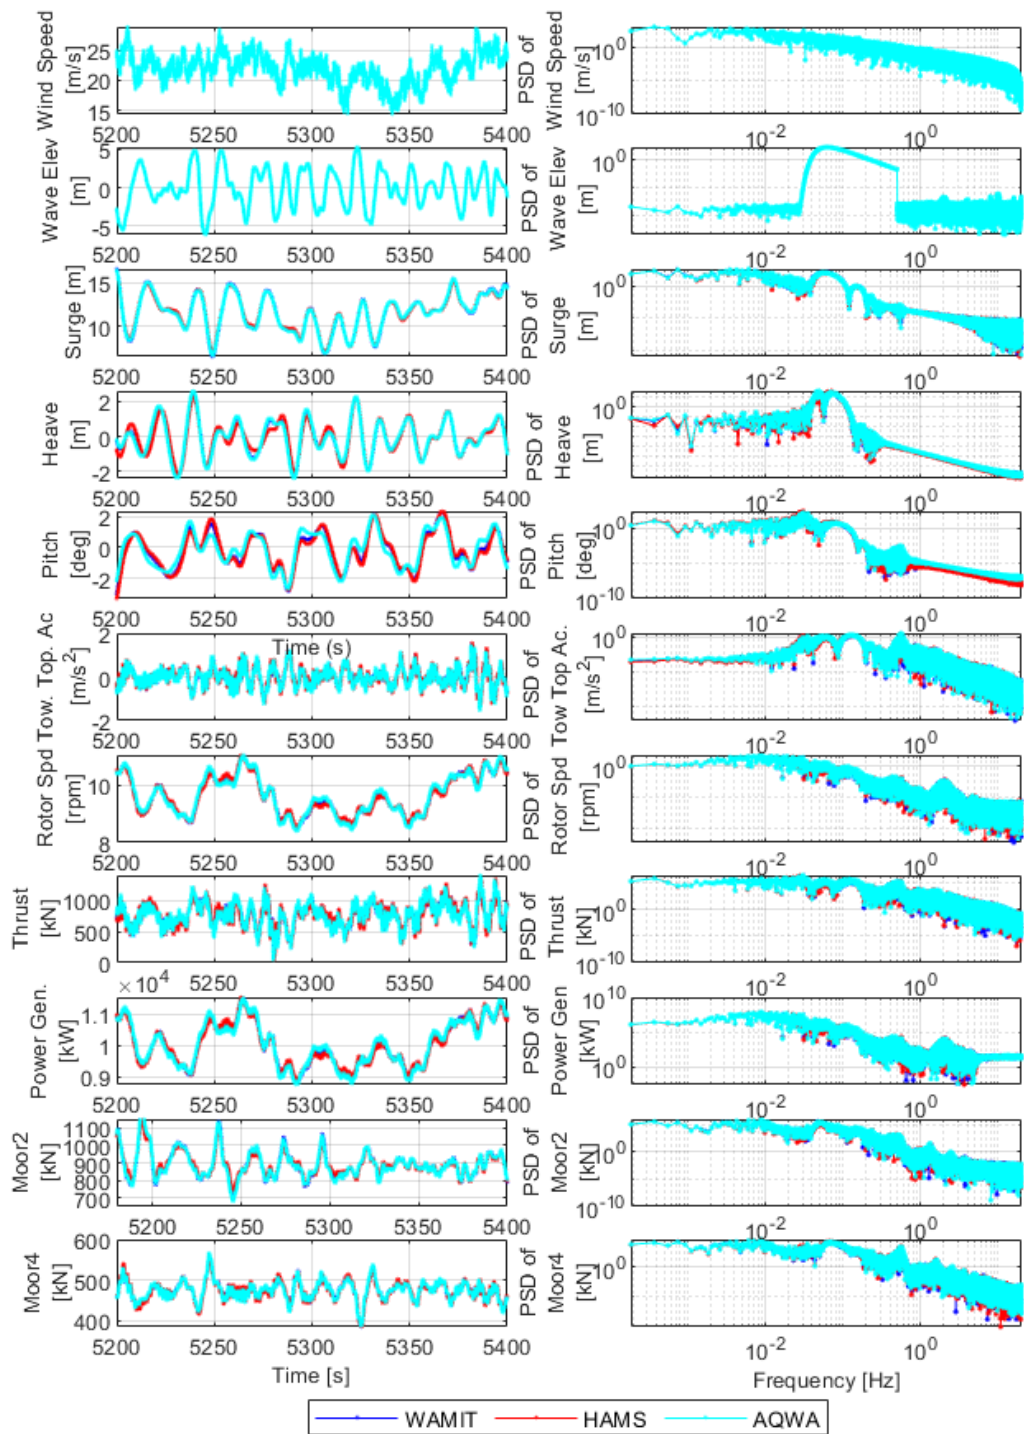 Wind Speed
[m/s]
25
20
15
5200 5250 5300 5350 5400
PSD of
Wind Speed
[m/s]
10^0
10^-10
10^-2 10^0
Wave Elev
[m]
5
0
-5
5200 5250 5300 5350 5400
PSD of
Wave Elev
[m]
10^0
10^-2 10^0
Surge [m]
15
10
5200 5250 5300 5350 5400
PSD of
Surge
[m]
10^0
10^-2 10^0
Heave
[m]
2
0
-2
5200 5250 5300 5350 5400
PSD of
Heave
[m]
10^0
10^-2 10^0
Pitch
[deg]
2
0
-2
5200 5250 5300 5350 5400
Time (s)
PSD of
Pitch
[deg]
10^0
10^-10
10^-2 10^0
Tow. Top. Ac
[m/s^2]
2
0
-2
5200 5250 5300 5350 5400
PSD of
Tow Top Ac.
[m/s^2]
10^0
10^-2 10^0
Rotor Spd
[rpm]
10
8
5200 5250 5300 5350 5400
PSD of
Rotor Spd
[rpm]
10^0
10^-2 10^0
Thrust
[kN]
1000
500
0
5200 5250 5300 5350 5400
PSD of
Thrust
[kN]
10^0
10^-10
10^-2 10^0
Power Gen.
[kW]
× 10^4
1.1
1
0.9
5200 5250 5300 5350 5400
PSD of
Power Gen
[kW]
10^10
10^0
10^-2 10^0
Moor2
[kN]
1100
1000
900
800
700
5200 5250 5300 5350 5400
PSD of
Moor2
[kN]
10^0
10^-10
10^-2 10^0
Moor4
[kN]
600
500
400
5200 5250 5300 5350 5400
Time [s]
PSD of
Moor4
[kN]
10^0
10^-2 10^0
Frequency [Hz]
WAMIT HAMS AQWA